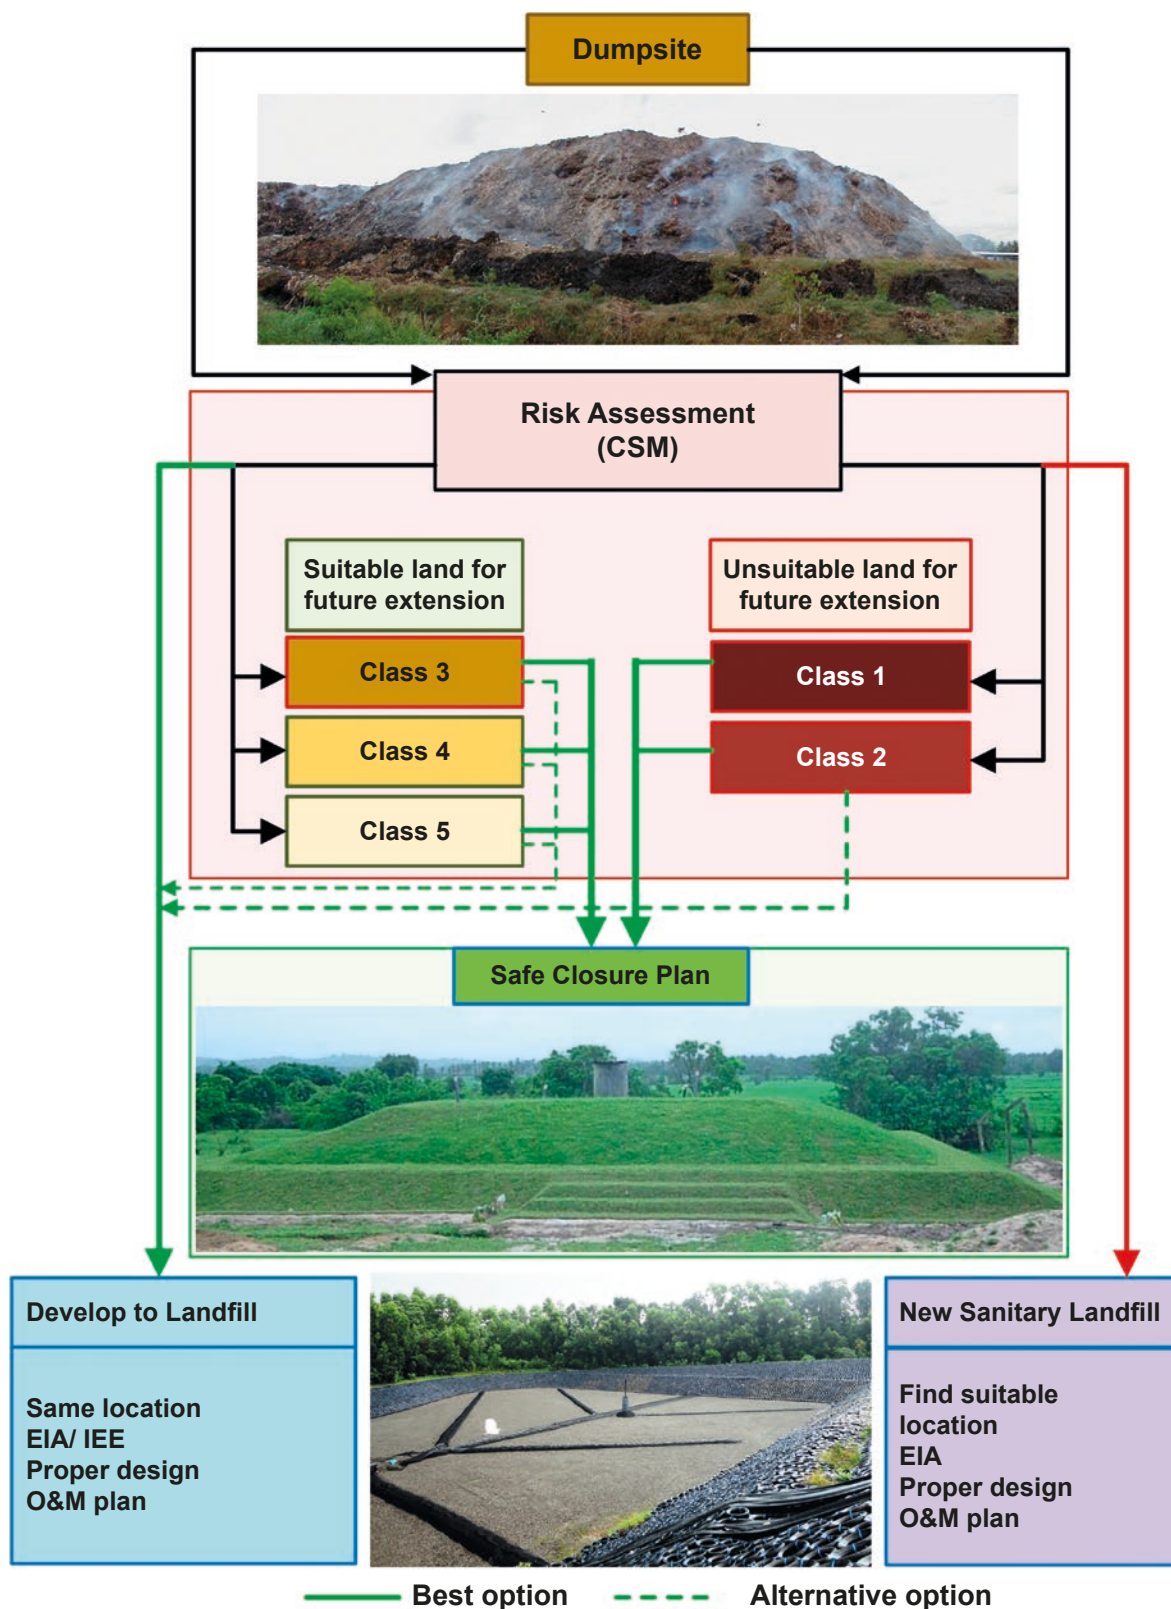 Dumpsite
Risk Assessment
(CSM)
Suitable land for
future extension
Unsuitable land for
future extension
Class 3
Class 1
Class 4
Class 2
Class 5
Safe Closure Plan
Develop to Landfill
Same location
EIA/ IEE
Proper design
O&M plan
New Sanitary Landfill
Find suitable
location
EIA
Proper design
O&M plan
Best option
Alternative option